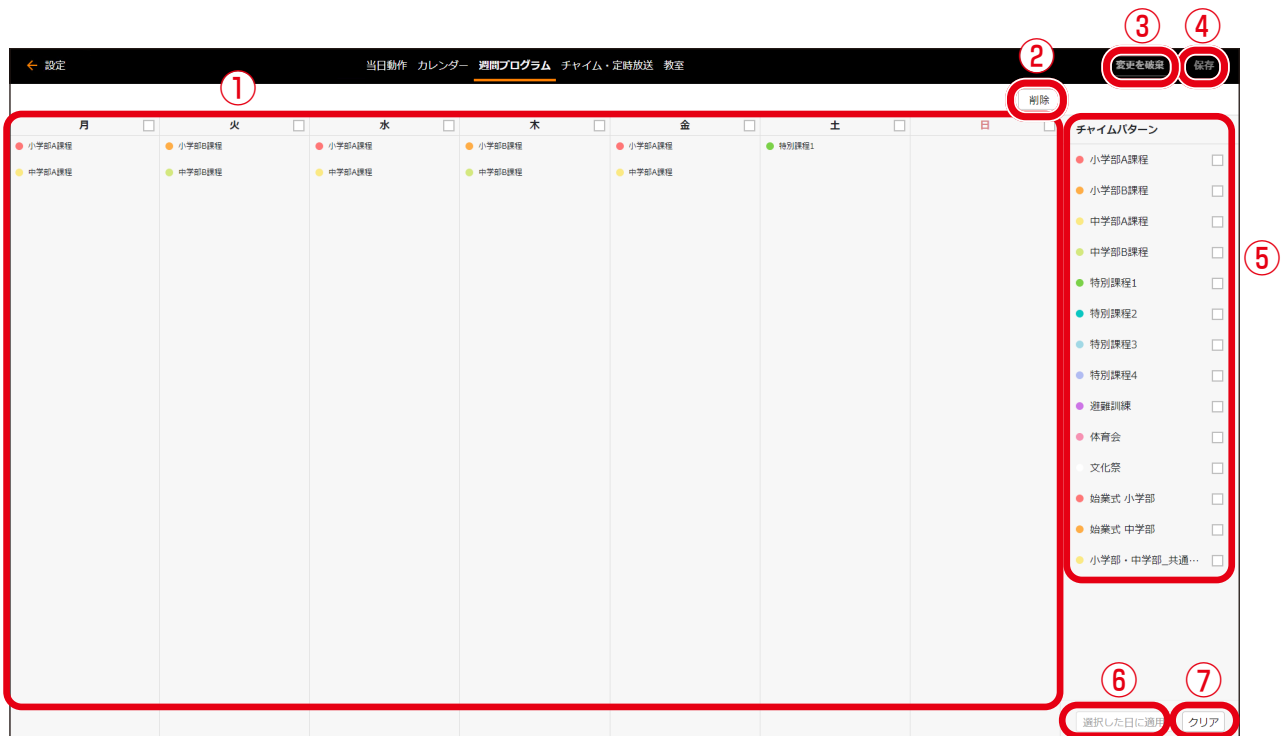 ③ ④
← 設定 当日動作 カレンダー 週間プログラム チャイム・定時放送 教室 変更を破棄 保存
① ②
削除
月 火 水 木 金 土 日
小学部A課程 小学部B課程 小学部A課程 小学部B課程 小学部A課程 特別課程1
中学部A課程 中学部B課程 中学部A課程 中学部B課程 中学部A課程
チャイムパターン
小学部A課程
小学部B課程
中学部A課程
中学部B課程
⑤
特別課程1
特別課程2
特別課程3
特別課程4
避難訓練
体育会
文化祭
始業式 小学部
始業式 中学部
小学部・中学部_共通…
⑥ ⑦
選択した日に適用 クリア